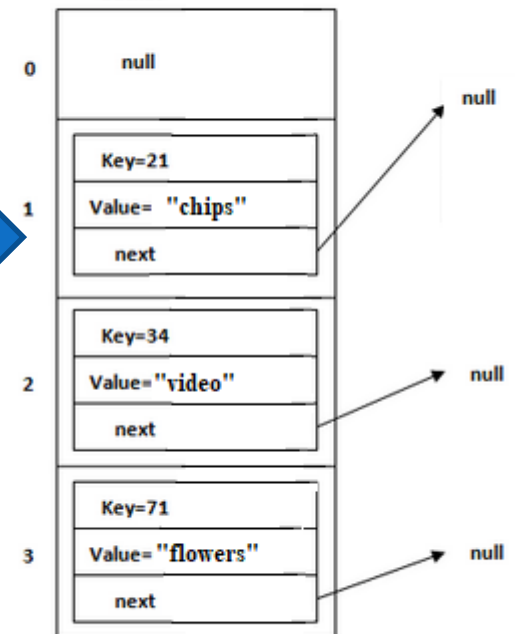 0
null
null
1
Key=21
Value= "chips"
next
2
Key=34
Value="video"
next
null
3
Key=71
Value="flowers"
next
null